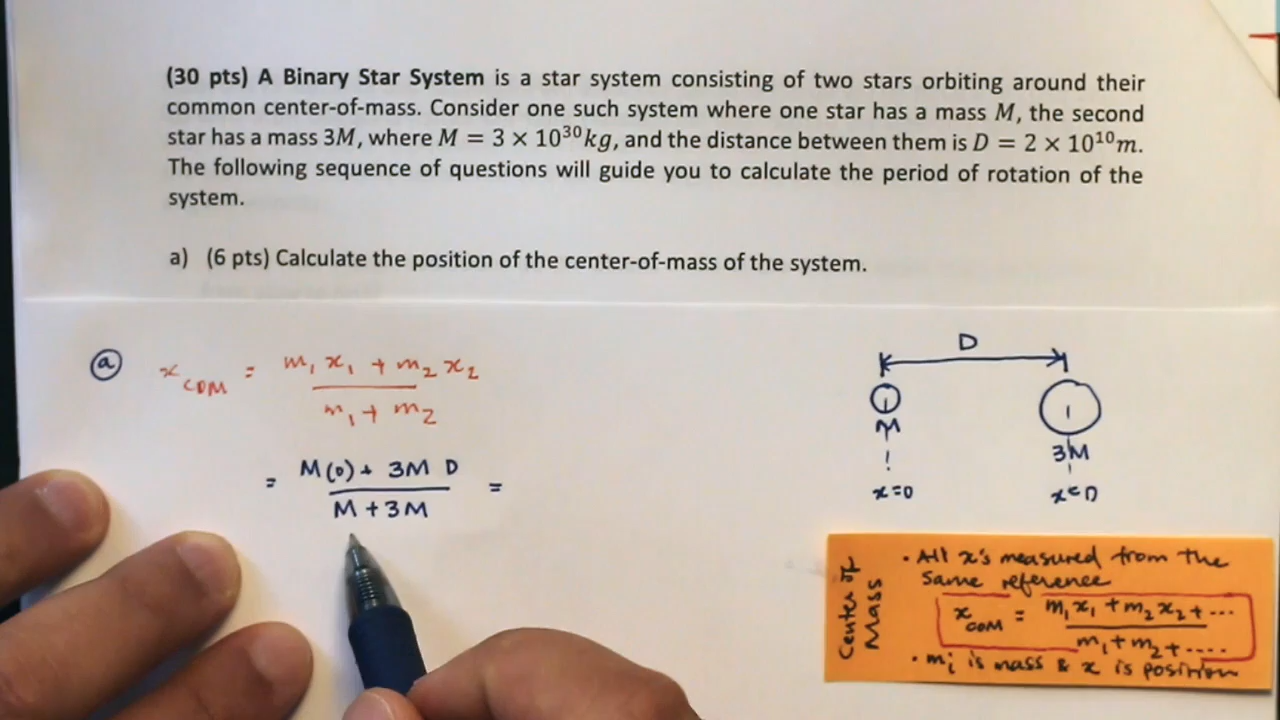 (30 pts) A Binary Star System is a star system consisting of two stars orbiting around their
common center-of-mass. Consider one such system where one star has a mass M, the second
star has a mass 3M, where M = 3 × 10³⁰kg, and the distance between them is D = 2 × 10¹⁰m.
The following sequence of questions will guide you to calculate the period of rotation of the
system.
a) (6 pts) Calculate the position of the center-of-mass of the system.
ⓐ x_COM = (m₁x₁ + m₂x₂)/(m₁ + m₂)
= (M(0) + 3M D)/(M + 3M) =
D
M
3M
x=0
x=D
Center of
Mass
• All x's measured from the
same reference
x_COM = (m₁x₁ + m₂x₂ + ...)/(m₁ + m₂ + ....)
• mᵢ is mass & x is position